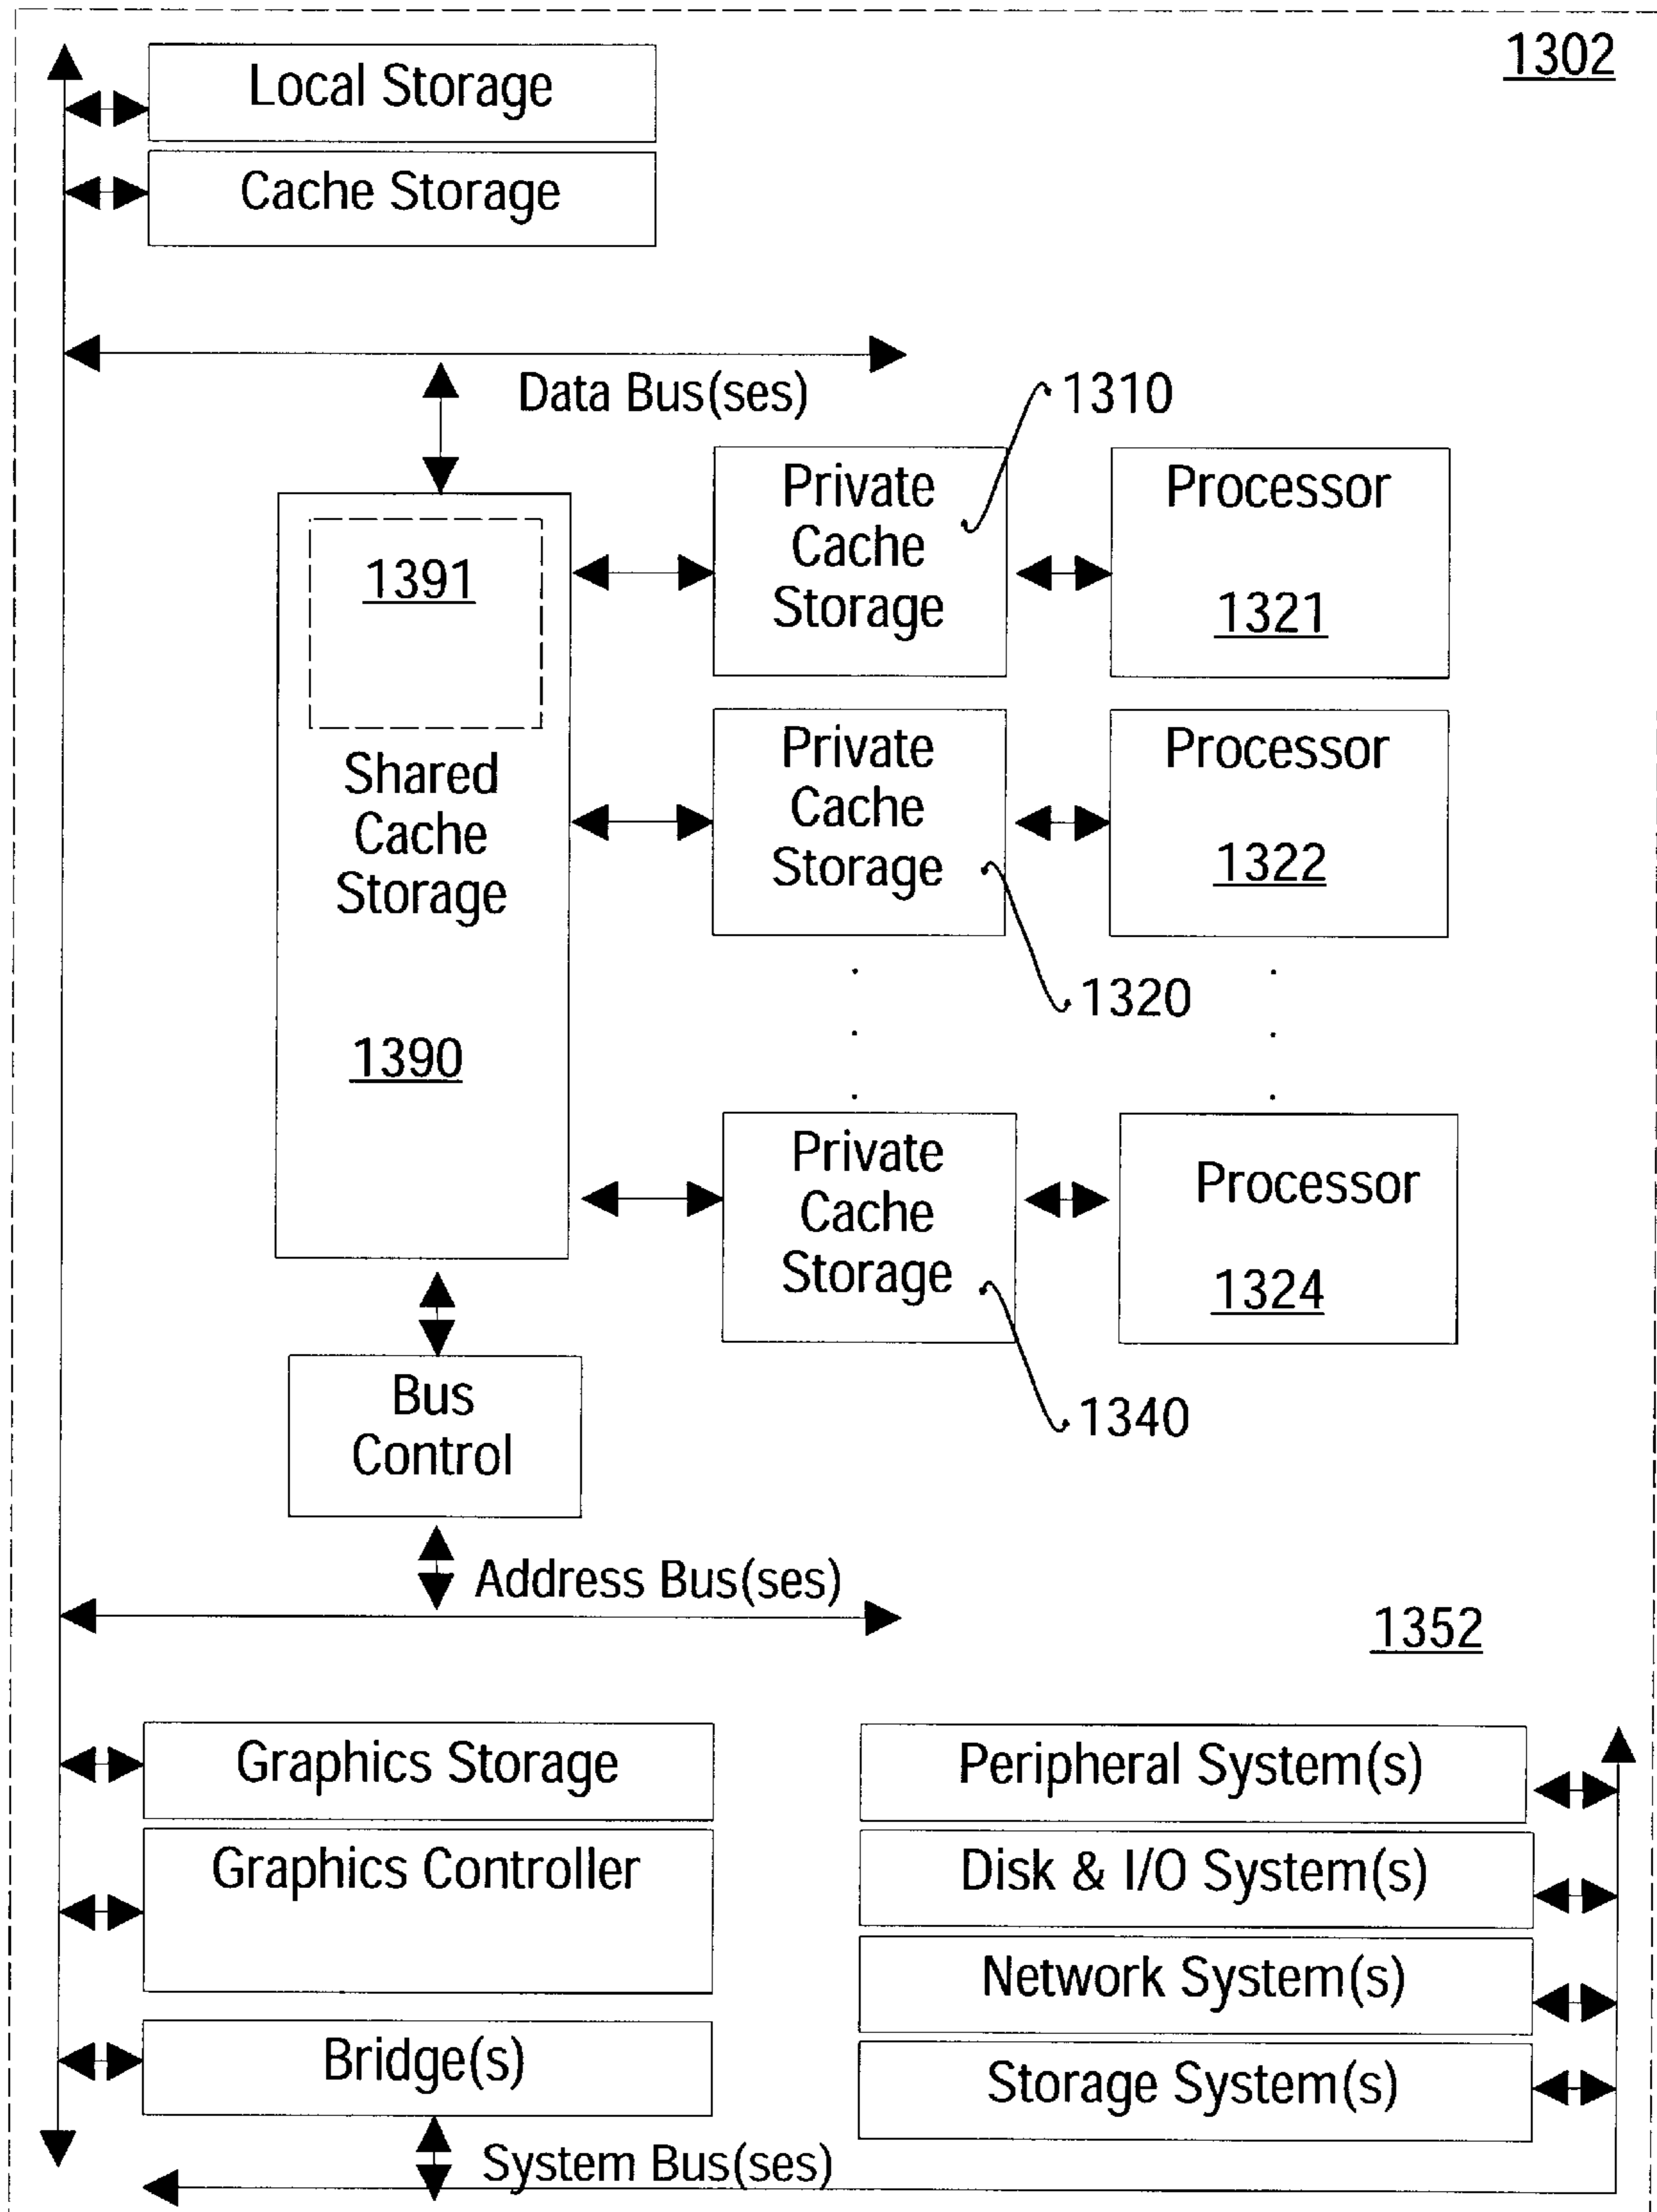 1302
Local Storage
Cache Storage
Data Bus(ses)
1310
Private
Cache
Storage
Processor
1321
1391
Shared
Cache
Storage
1390
Private
Cache
Storage
Processor
1322
1320
Private
Cache
Storage
Processor
1324
1340
Bus
Control
Address Bus(ses)
1352
Graphics Storage
Graphics Controller
Bridge(s)
Peripheral System(s)
Disk & I/O System(s)
Network System(s)
Storage System(s)
System Bus(ses)